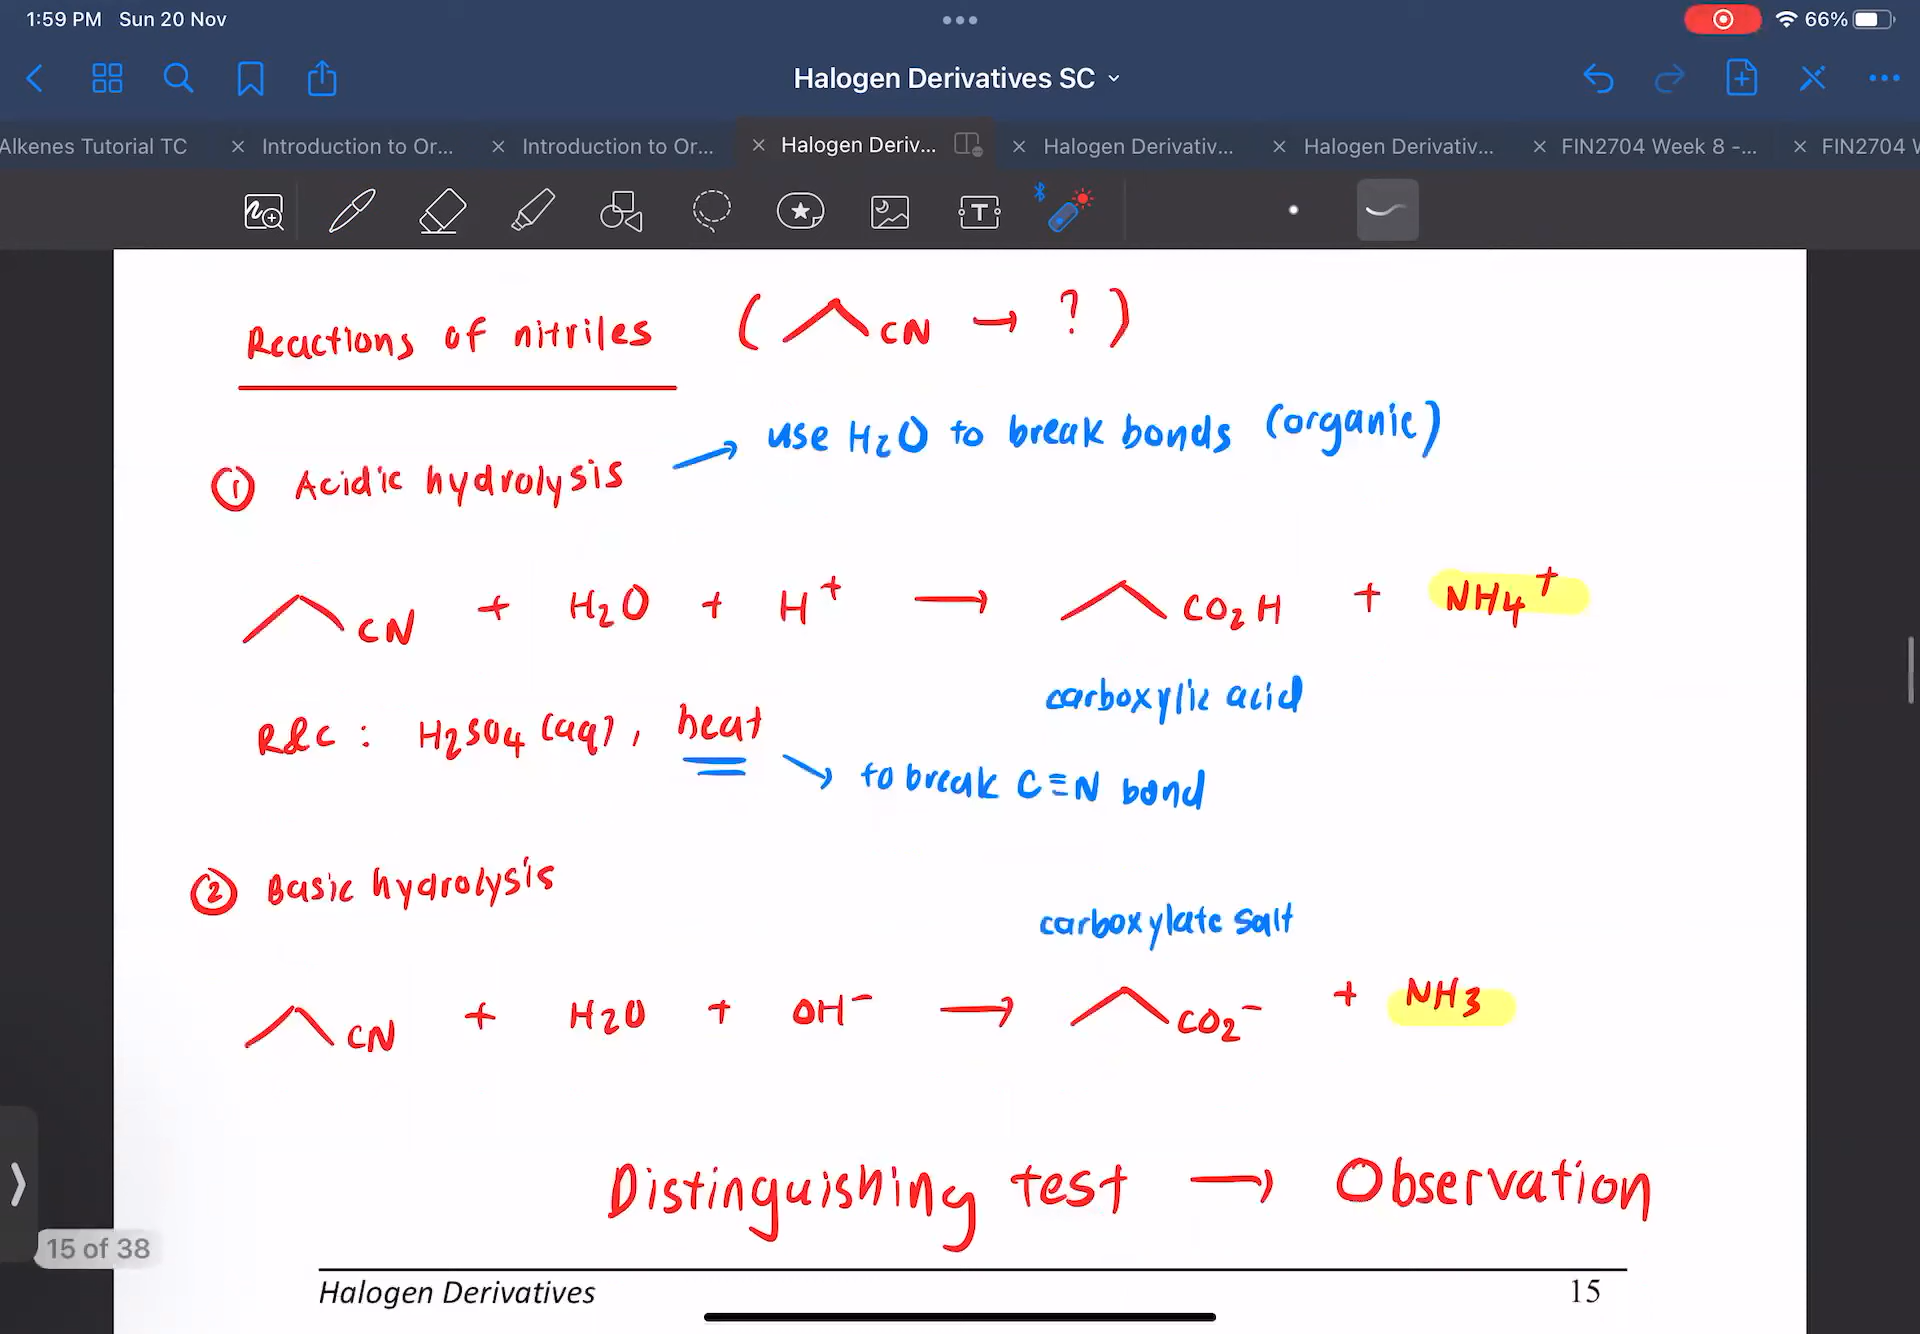 1:59 PM Sun 20 Nov
66%
Halogen Derivatives SC
Alkenes Tutorial TC
Introduction to Or...
Introduction to Or...
Halogen Deriv...
Halogen Derivativ...
Halogen Derivativ...
FIN2704 Week 8 -...
FIN2704 W
Reactions of nitriles ( CN → ? )
use H2O to break bonds (organic)
① Acidic hydrolysis
CN + H2O + H+ → CO2H + NH4+
carboxylic acid
R&C : H2SO4 (aq), heat
to break C≡N bond
② Basic hydrolysis
carboxylate salt
CN + H2O + OH− → CO2− + NH3
Distinguishing test → Observation
15 of 38
Halogen Derivatives 15